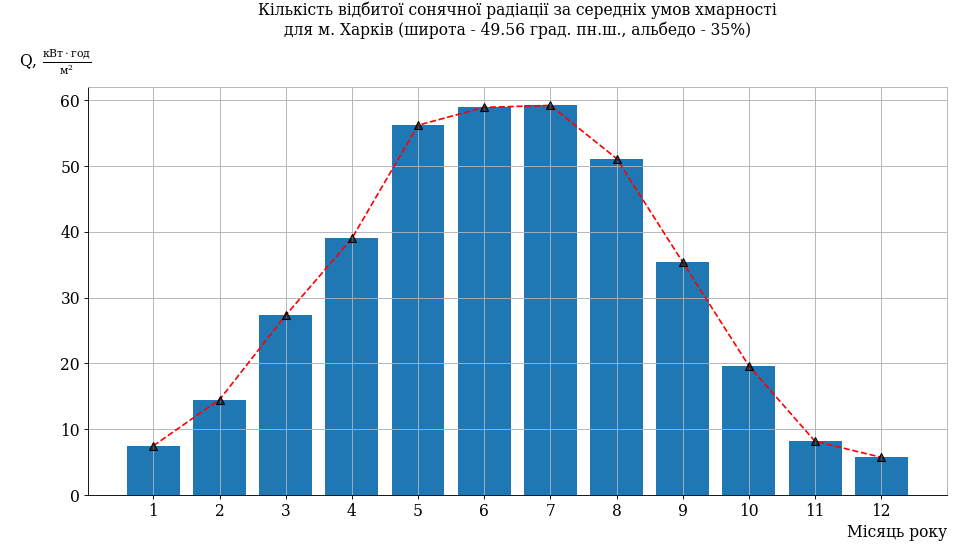 Кількість відбитої сонячної радіації за середніх умов хмарності
для м. Харків (широта - 49.56 град. пн.ш., альбедо - 35%)
Q, кВт · год / м²
60
50
40
30
20
10
0
1 2 3 4 5 6 7 8 9 10 11 12
Місяць року